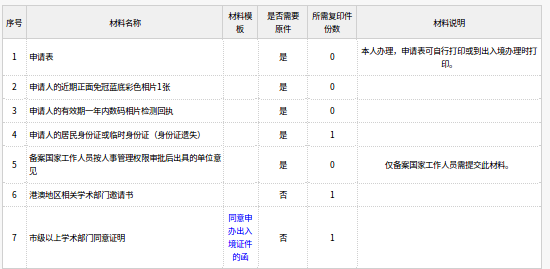 序号 材料名称 材料模板 是否需要原件 所需复印件份数 材料说明
1 申请表 是 0 本人办理，申请表可自行打印或到出入境办理时打印。
2 申请人的近期正面免冠蓝底彩色相片1张 是 0
3 申请人的有效期一年内数码相片检测回执 是 0
4 申请人的居民身份证或临时身份证（身份证遗失） 是 1
5 备案国家工作人员按人事管理权限审批后出具的单位意见 是 0 仅备案国家工作人员需提交此材料。
6 港澳地区相关学术部门邀请书 否 1
7 市级以上学术部门同意证明 同意申办出入境证件的函 否 1